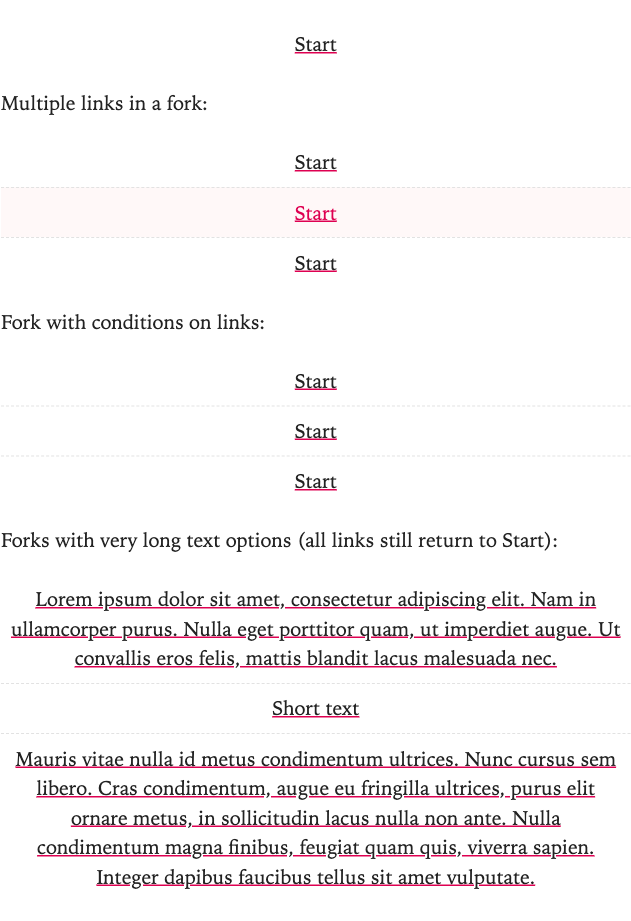 Start
Multiple links in a fork:
Start
Start
Start
Fork with conditions on links:
Start
Start
Start
Forks with very long text options (all links still return to Start):
Lorem ipsum dolor sit amet, consectetur adipiscing elit. Nam in
ullamcorper purus. Nulla eget porttitor quam, ut imperdiet augue. Ut
convallis eros felis, mattis blandit lacus malesuada nec.
Short text
Mauris vitae nulla id metus condimentum ultrices. Nunc cursus sem
libero. Cras condimentum, augue eu fringilla ultrices, purus elit
ornare metus, in sollicitudin lacus nulla non ante. Nulla
condimentum magna finibus, feugiat quam quis, viverra sapien.
Integer dapibus faucibus tellus sit amet vulputate.